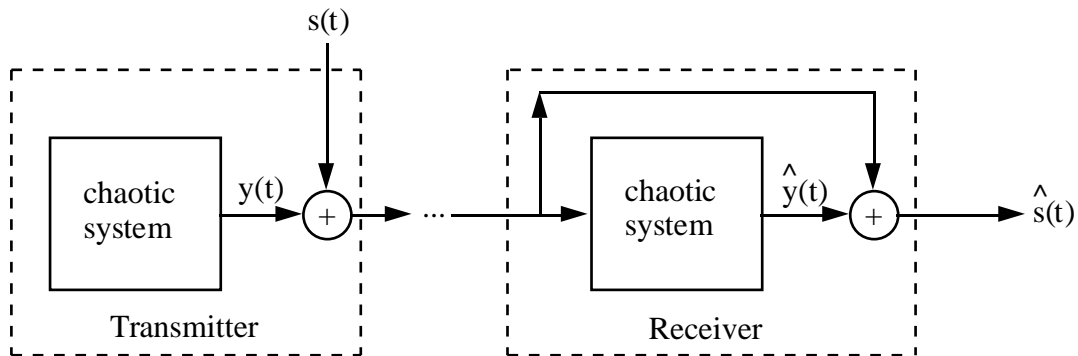 s(t)
chaotic
system
y(t)
+
...
chaotic
system
ŷ(t)
+
ŝ(t)
Transmitter
Receiver